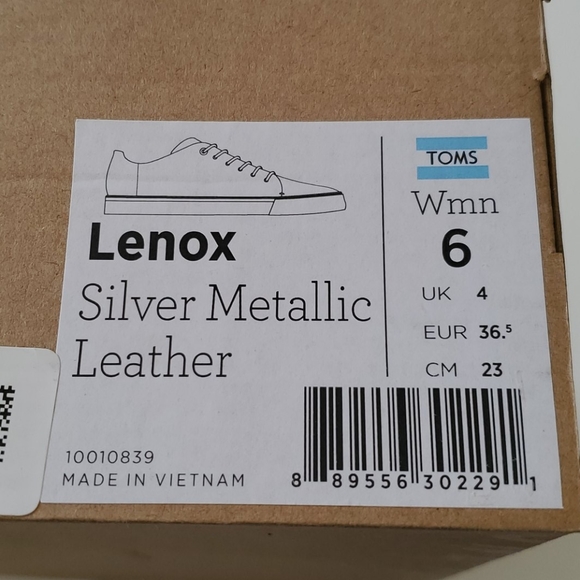 Lenox
Silver Metallic
Leather
10010839
MADE IN VIETNAM
TOMS
Wmn
6
UK 4
EUR 36.⁵
CM 23
8 89556 30229 1